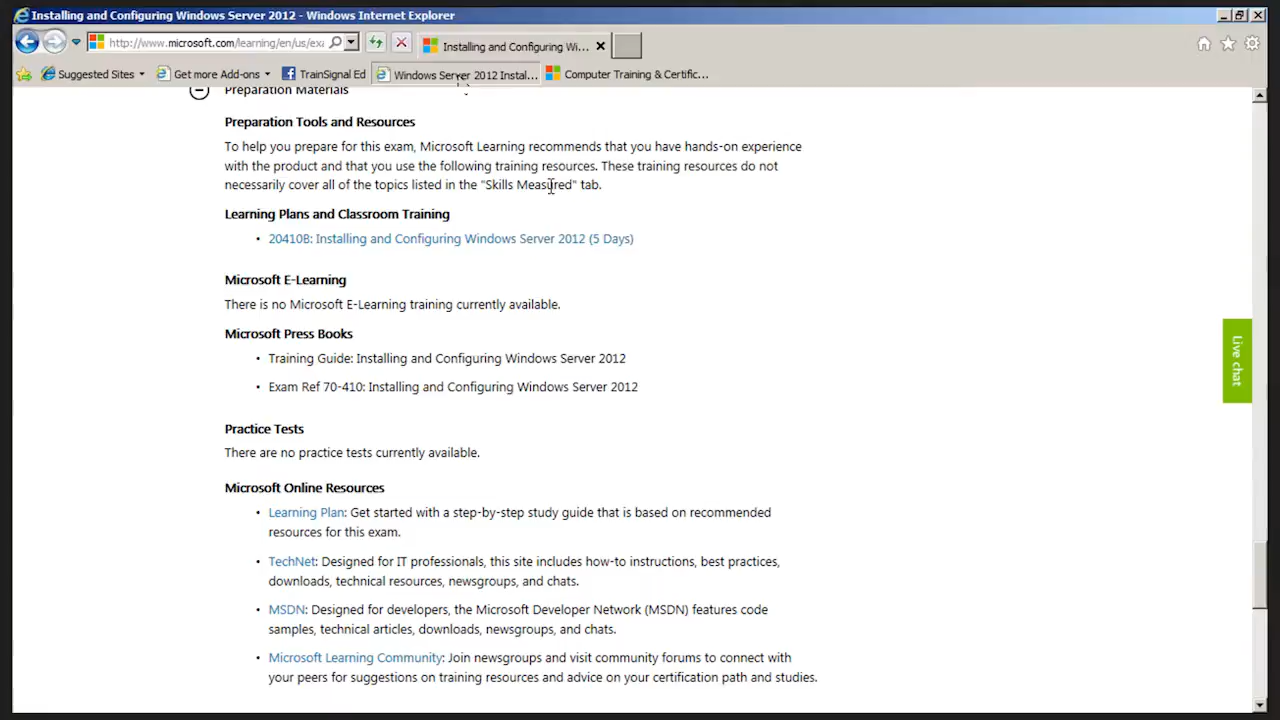 Installing and Configuring Windows Server 2012 - Windows Internet Explorer
http://www.microsoft.com/learning/en/us/exa
Installing and Configuring Wi...
Suggested Sites
Get more Add-ons
TrainSignal Ed
Windows Server 2012 Instal...
Computer Training & Certific...
Preparation Materials
Preparation Tools and Resources
To help you prepare for this exam, Microsoft Learning recommends that you have hands-on experience
with the product and that you use the following training resources. These training resources do not
necessarily cover all of the topics listed in the "Skills Measured" tab.
Learning Plans and Classroom Training
• 20410B: Installing and Configuring Windows Server 2012 (5 Days)
Microsoft E-Learning
There is no Microsoft E-Learning training currently available.
Microsoft Press Books
• Training Guide: Installing and Configuring Windows Server 2012
• Exam Ref 70-410: Installing and Configuring Windows Server 2012
Practice Tests
There are no practice tests currently available.
Microsoft Online Resources
• Learning Plan: Get started with a step-by-step study guide that is based on recommended
resources for this exam.
• TechNet: Designed for IT professionals, this site includes how-to instructions, best practices,
downloads, technical resources, newsgroups, and chats.
• MSDN: Designed for developers, the Microsoft Developer Network (MSDN) features code
samples, technical articles, downloads, newsgroups, and chats.
• Microsoft Learning Community: Join newsgroups and visit community forums to connect with
your peers for suggestions on training resources and advice on your certification path and studies.
Live chat